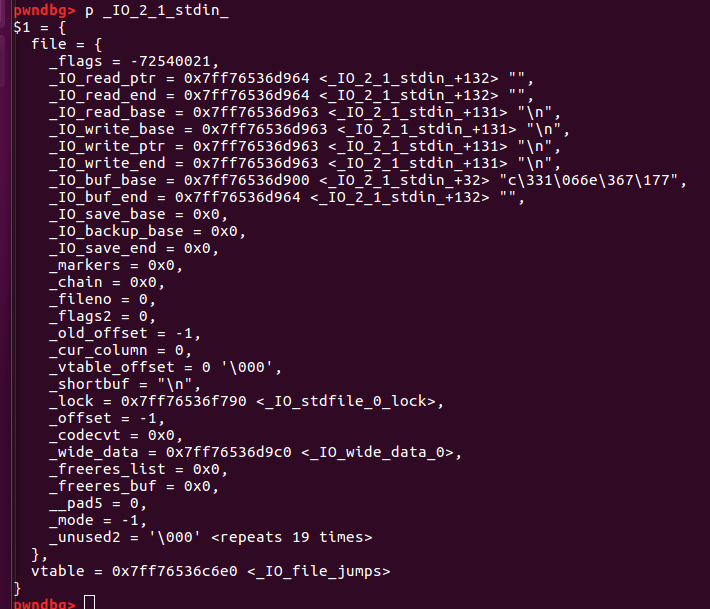 pwndbg> p _IO_2_1_stdin_
$1 = {
  file = {
    _flags = -72540021,
    _IO_read_ptr = 0x7ff76536d964 <_IO_2_1_stdin_+132> "",
    _IO_read_end = 0x7ff76536d964 <_IO_2_1_stdin_+132> "",
    _IO_read_base = 0x7ff76536d963 <_IO_2_1_stdin_+131> "\n",
    _IO_write_base = 0x7ff76536d963 <_IO_2_1_stdin_+131> "\n",
    _IO_write_ptr = 0x7ff76536d963 <_IO_2_1_stdin_+131> "\n",
    _IO_write_end = 0x7ff76536d963 <_IO_2_1_stdin_+131> "\n",
    _IO_buf_base = 0x7ff76536d900 <_IO_2_1_stdin_+32> "c\331\066e\367\177",
    _IO_buf_end = 0x7ff76536d964 <_IO_2_1_stdin_+132> "",
    _IO_save_base = 0x0,
    _IO_backup_base = 0x0,
    _IO_save_end = 0x0,
    _markers = 0x0,
    _chain = 0x0,
    _fileno = 0,
    _flags2 = 0,
    _old_offset = -1,
    _cur_column = 0,
    _vtable_offset = 0 '\000',
    _shortbuf = "\n",
    _lock = 0x7ff76536f790 <_IO_stdfile_0_lock>,
    _offset = -1,
    _codecvt = 0x0,
    _wide_data = 0x7ff76536d9c0 <_IO_wide_data_0>,
    _freeres_list = 0x0,
    _freeres_buf = 0x0,
    __pad5 = 0,
    _mode = -1,
    _unused2 = '\000' <repeats 19 times>
  },
  vtable = 0x7ff76536c6e0 <_IO_file_jumps>
}
pwndbg>